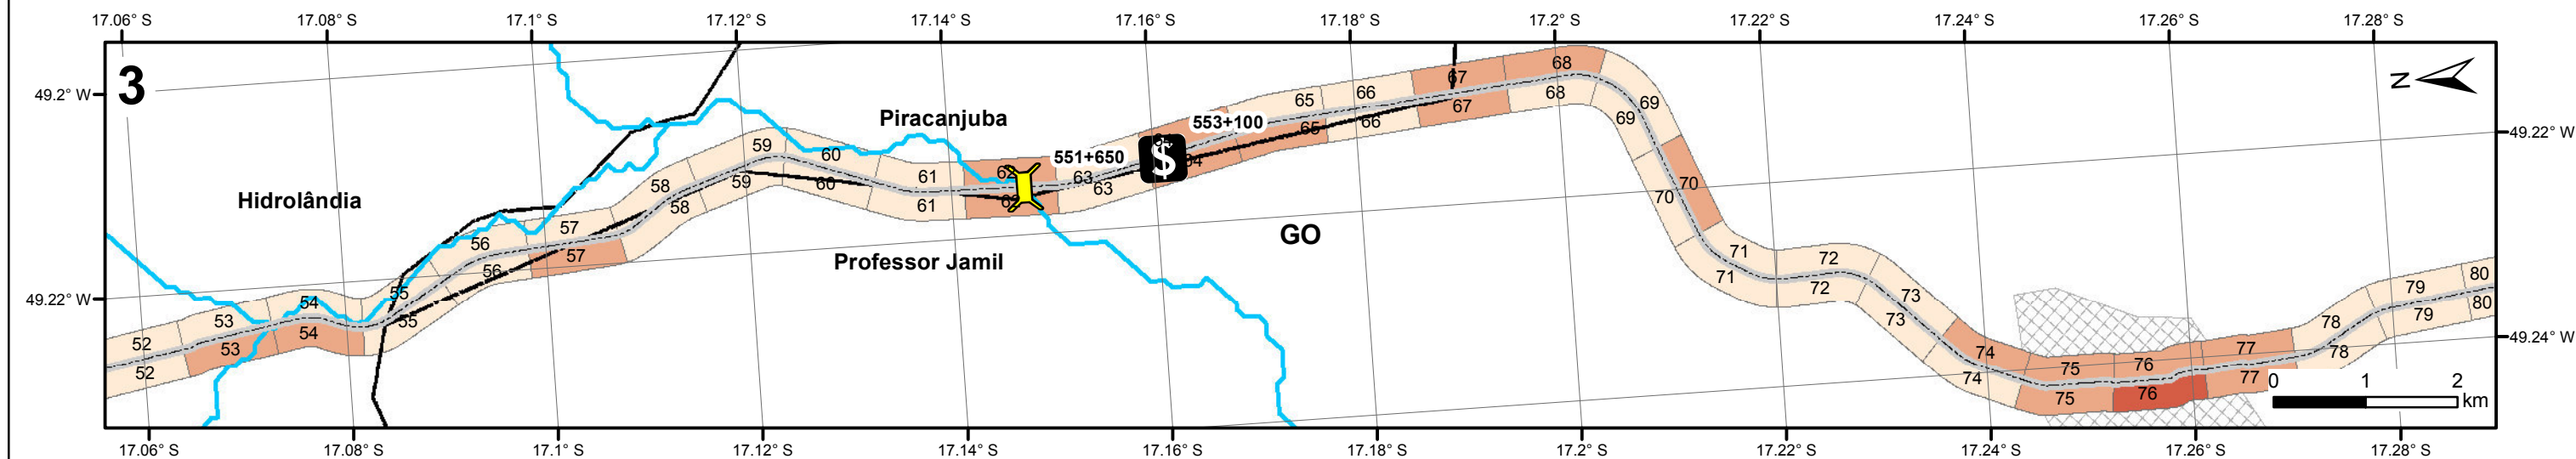 17.06° S 17.08° S 17.1° S 17.12° S 17.14° S 17.16° S 17.18° S 17.2° S 17.22° S 17.24° S 17.26° S 17.28° S
3
49.2° W
49.22° W
49.22° W
49.24° W
N
Piracanjuba
Hidrolândia
Professor Jamil
GO
551+650
553+100
$
52 53 54 55 56 57 58 59 60 61 62 63 65 66 67 68 69 70 71 72 73 74 75 76 77 78 79 80
52 53 54 55 56 57 58 59 60 61 63 65 66 67 68 69 70 71 72 73 74 75 76 77 78 79 80
0 1 2
km
17.06° S 17.08° S 17.1° S 17.12° S 17.14° S 17.16° S 17.18° S 17.2° S 17.22° S 17.24° S 17.26° S 17.28° S